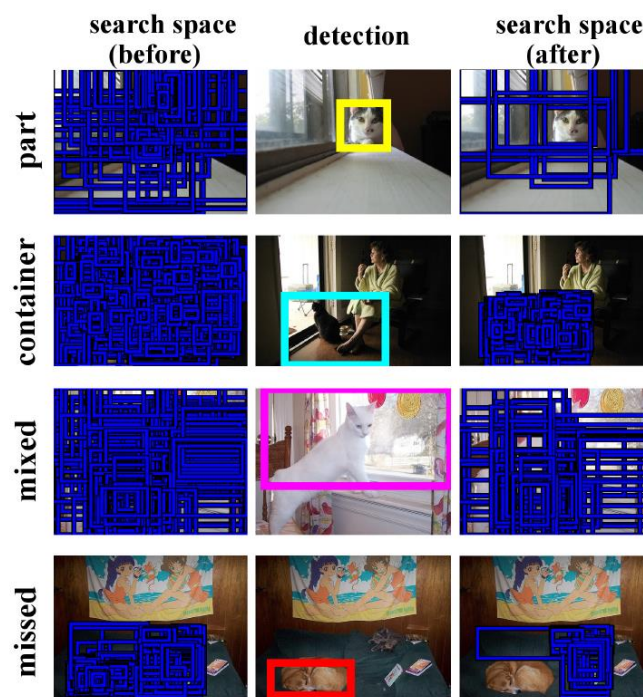 search space
(before)
detection
search space
(after)
part
container
mixed
missed